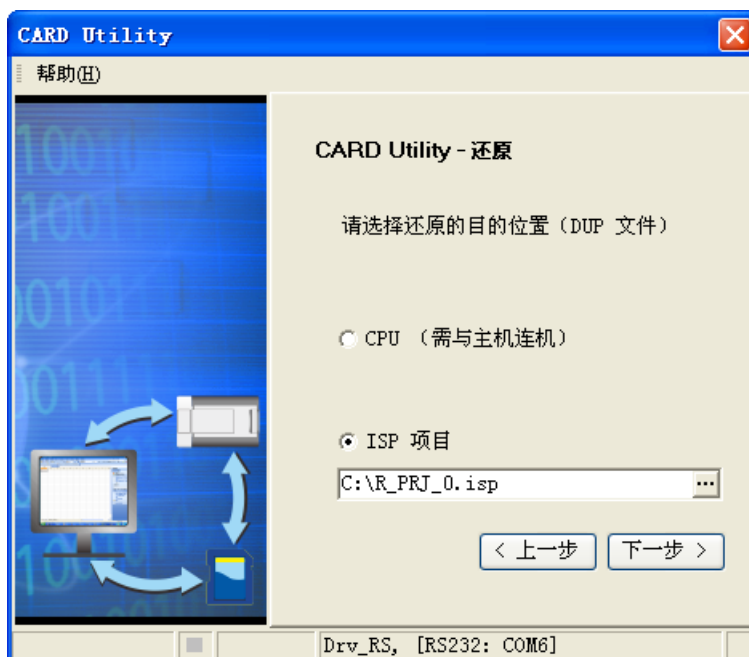 CARD Utility
帮助(H)
CARD Utility - 还原
请选择还原的目的位置（DUP 文件）
CPU （需与主机连机）
ISP 项目
C:\R_PRJ_0.isp
...
< 上一步
下一步 >
Drv_RS, [RS232: COM6]